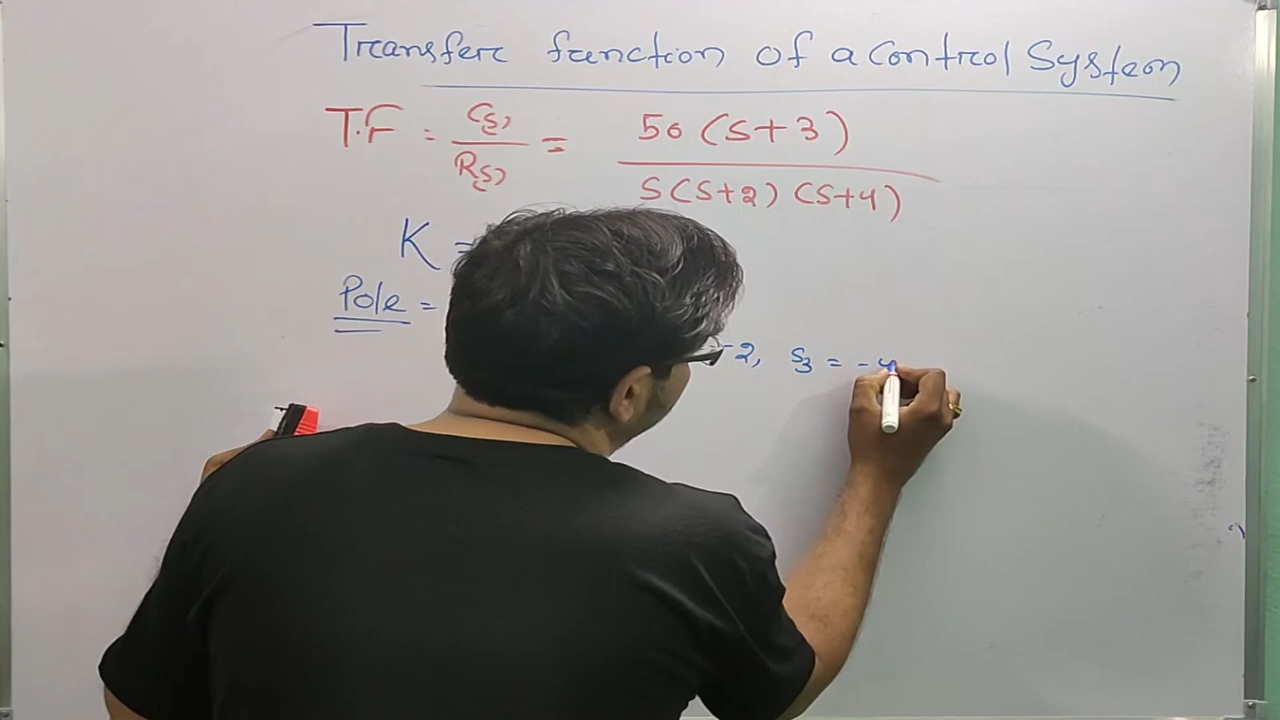 Transfer function of a Control System
T.F = C(s) / R(s) = 50 (S+3) / S(S+2) (S+4)
K =
Pole =
-2, S3 = -4